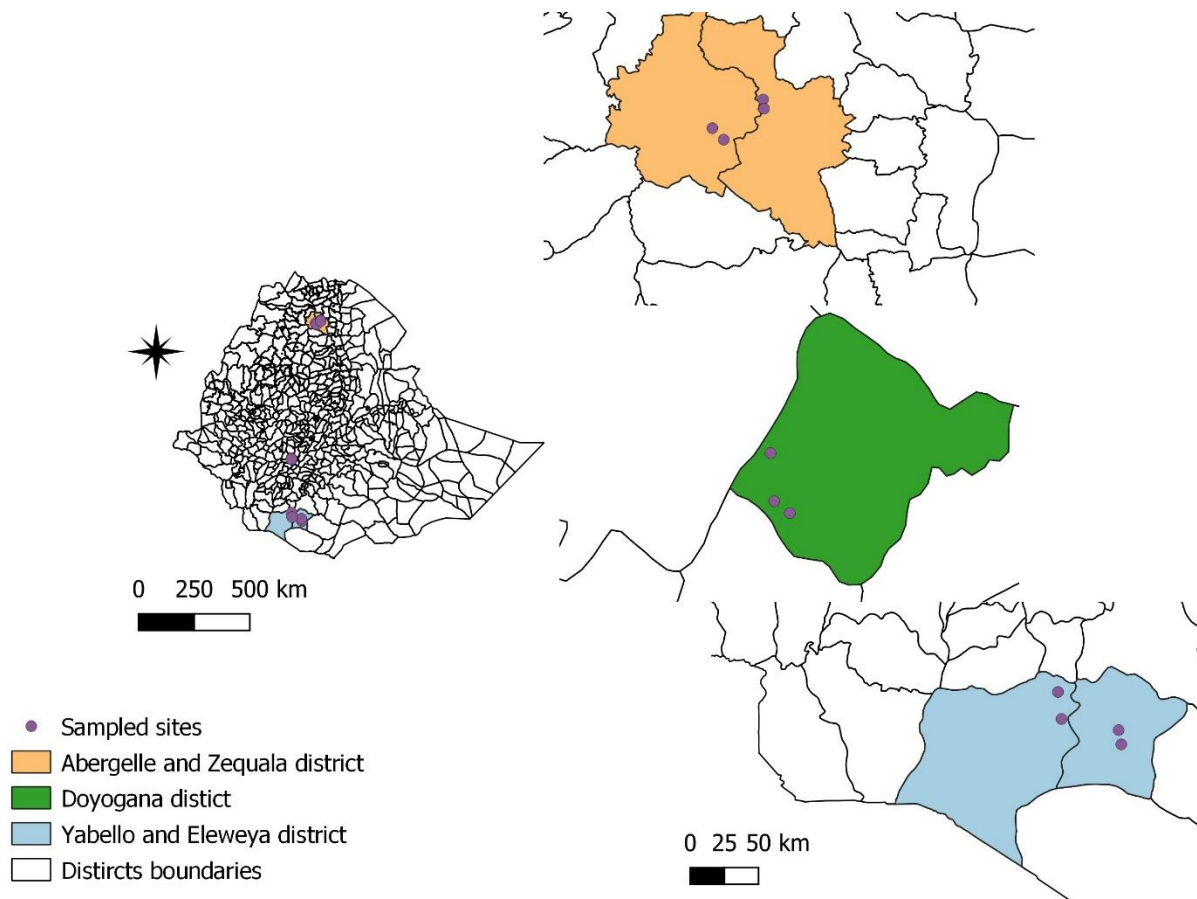 0 250 500 km
Sampled sites
Abergelle and Zequala district
Doyogana distict
Yabello and Eleweya district
Distircts boundaries
0 25 50 km